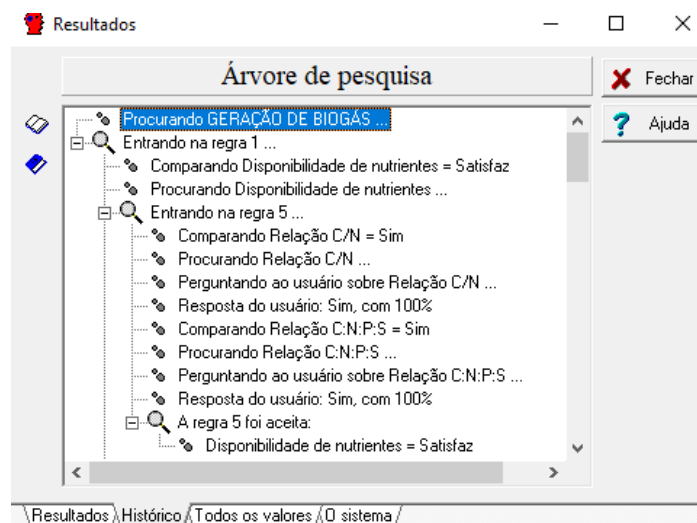 Resultados
Árvore de pesquisa
Fechar
Ajuda
Procurando GERAÇÃO DE BIOGÁS ...
Entrando na regra 1 ...
Comparando Disponibilidade de nutrientes = Satisfaz
Procurando Disponibilidade de nutrientes ...
Entrando na regra 5 ...
Comparando Relação C/N = Sim
Procurando Relação C/N ...
Perguntando ao usuário sobre Relação C/N ...
Resposta do usuário: Sim, com 100%
Comparando Relação C:N:P:S = Sim
Procurando Relação C:N:P:S ...
Perguntando ao usuário sobre Relação C:N:P:S ...
Resposta do usuário: Sim, com 100%
A regra 5 foi aceita:
Disponibilidade de nutrientes = Satisfaz
Resultados Histórico Todos os valores O sistema